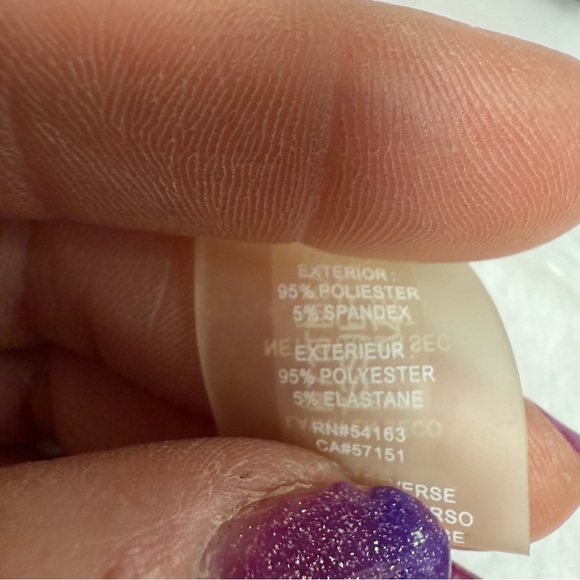 EXTERIOR :
95% POLIESTER
5% SPANDEX
EXTERIEUR :
95% POLYESTER
5% ELASTANE
RN#54163
CA#57151